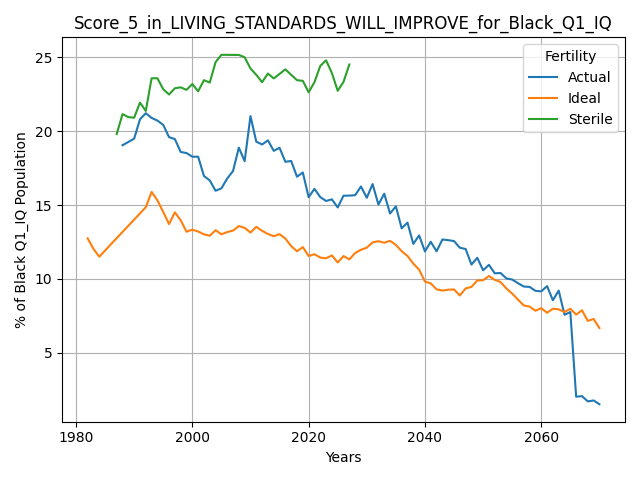 Score_5_in_LIVING_STANDARDS_WILL_IMPROVE_for_Black_Q1_IQ
% of Black Q1_IQ Population
25
20
15
10
5
Fertility
Actual
Ideal
Sterile
1980
2000
2020
2040
2060
Years